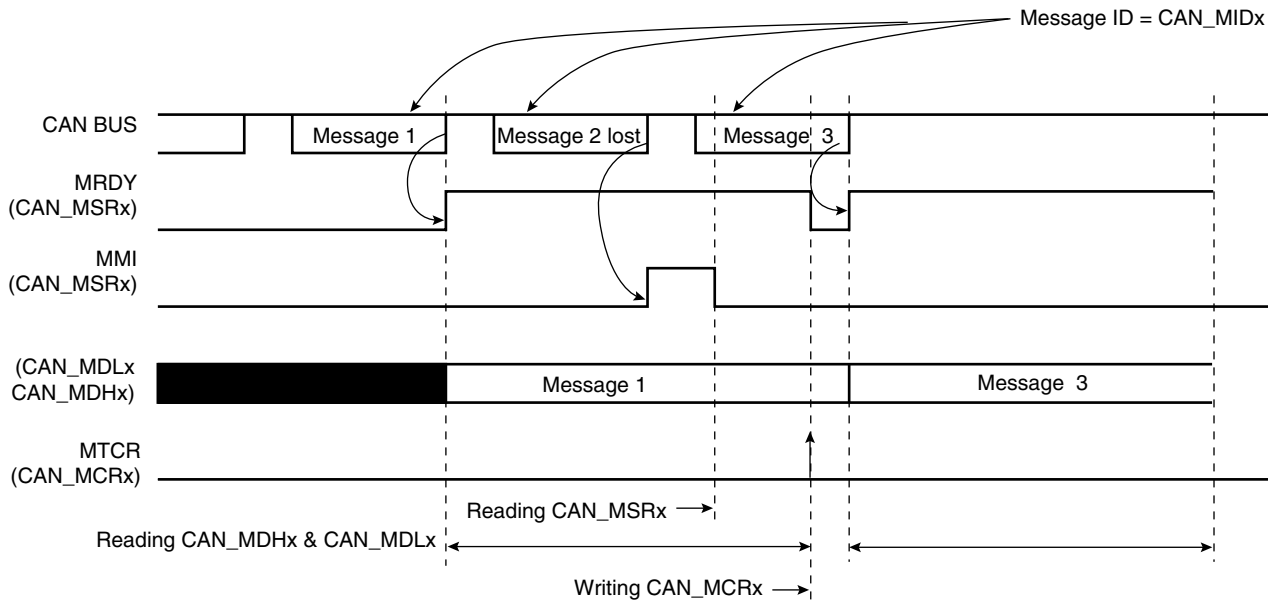 Message ID = CAN_MIDx
CAN BUS
Message 1
Message 2 lost
Message 3
MRDY
(CAN_MSRx)
MMI
(CAN_MSRx)
(CAN_MDLx
CAN_MDHx)
Message 1
Message 3
MTCR
(CAN_MCRx)
Reading CAN_MSRx
Reading CAN_MDHx & CAN_MDLx
Writing CAN_MCRx